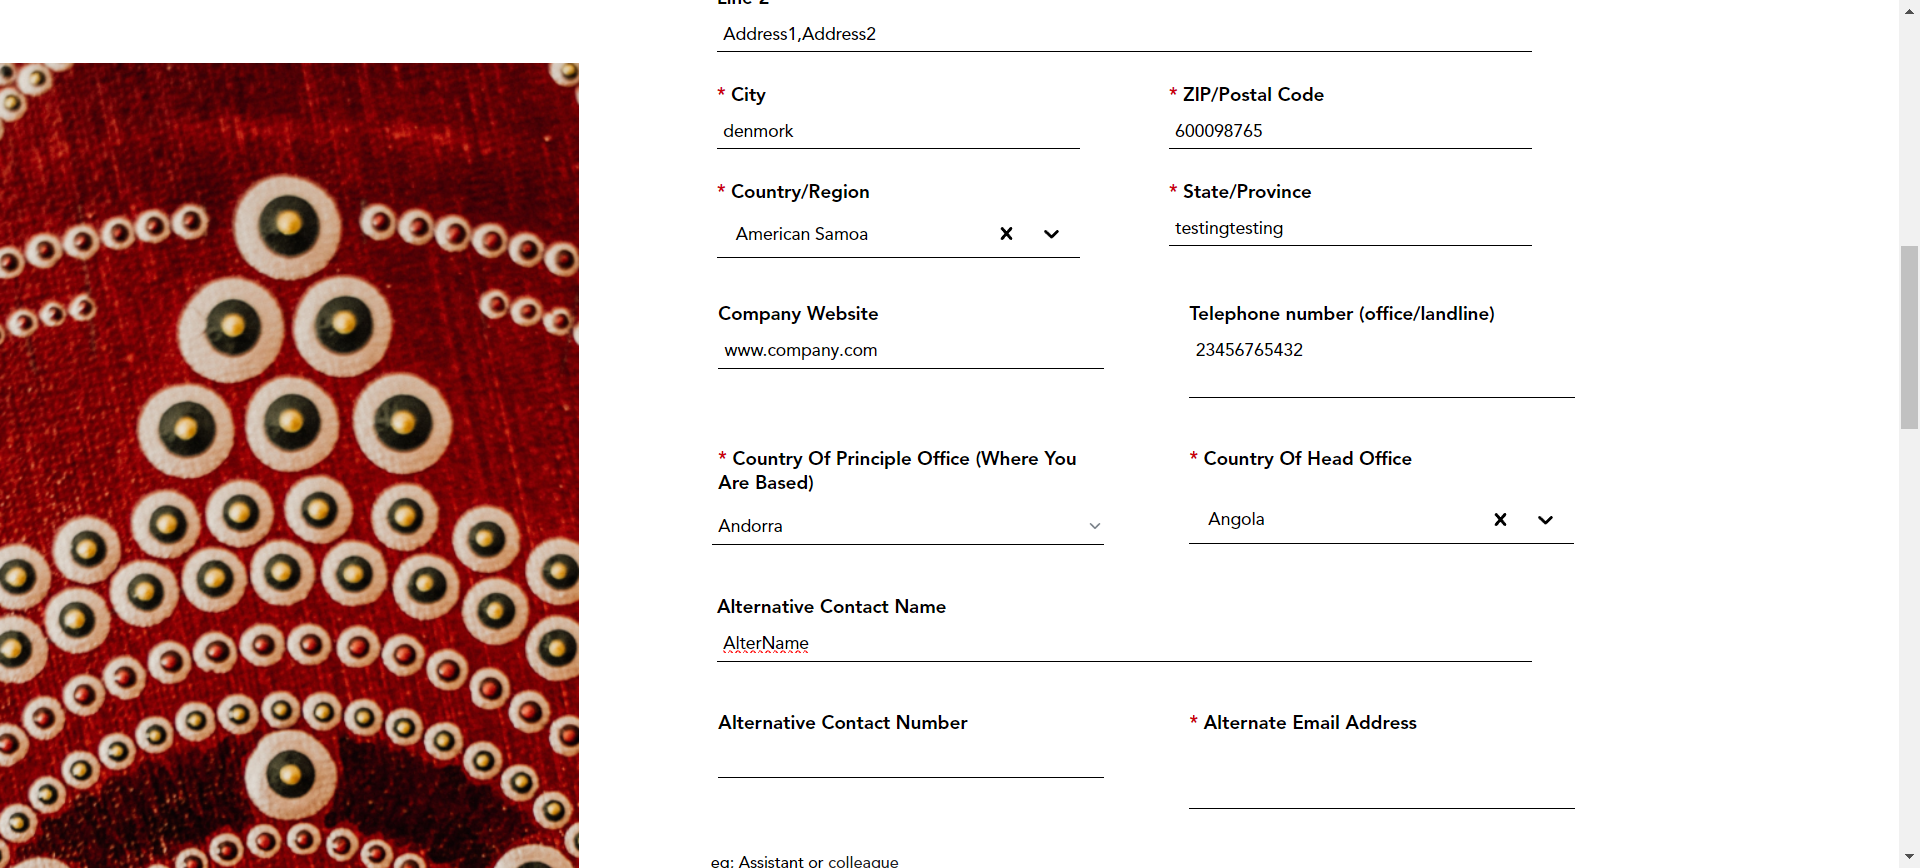 Line 2
Address1,Address2
* City
* ZIP/Postal Code
denmork
600098765
* Country/Region
* State/Province
American Samoa
testingtesting
Company Website
Telephone number (office/landline)
www.company.com
23456765432
* Country Of Principle Office (Where You
Are Based)
* Country Of Head Office
Andorra
Angola
Alternative Contact Name
AlterName
Alternative Contact Number
* Alternate Email Address
eg: Assistant or colleague